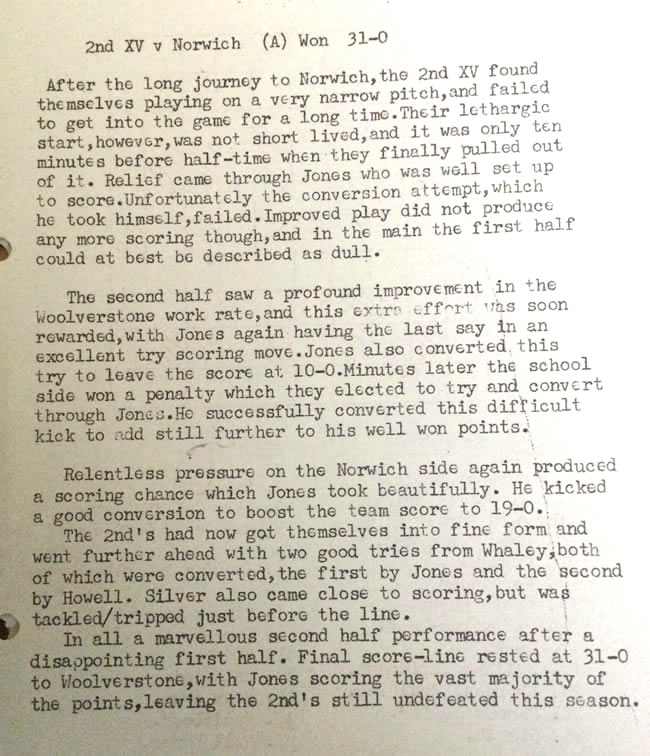 2nd XV v Norwich (A) Won 31-0
After the long journey to Norwich,the 2nd XV found
themselves playing on a very narrow pitch,and failed
to get into the game for a long time.Their lethargic
start,however,was not short lived,and it was only ten
minutes before half-time when they finally pulled out
of it. Relief came through Jones who was well set up
to score.Unfortunately the conversion attempt,which
he took himself,failed.Improved play did not produce
any more scoring though,and in the main the first half
could at best be described as dull.
The second half saw a profound improvement in the
Woolverstone work rate,and this extra effort was soon
rewarded,with Jones again having the last say in an
excellent try scoring move.Jones also converted this
try to leave the score at 10-0.Minutes later the school
side won a penalty which they elected to try and convert
through Jones.He successfully converted this difficult
kick to add still further to his well won points.
Relentless pressure on the Norwich side again produced
a scoring chance which Jones took beautifully. He kicked
a good conversion to boost the team score to 19-0.
The 2nd's had now got themselves into fine form and
went further ahead with two good tries from Whaley,both
of which were converted,the first by Jones and the second
by Howell. Silver also came close to scoring,but was
tackled/tripped just before the line.
In all a marvellous second half performance after a
disappointing first half. Final score-line rested at 31-0
to Woolverstone,with Jones scoring the vast majority of
the points,leaving the 2nd's still undefeated this season.